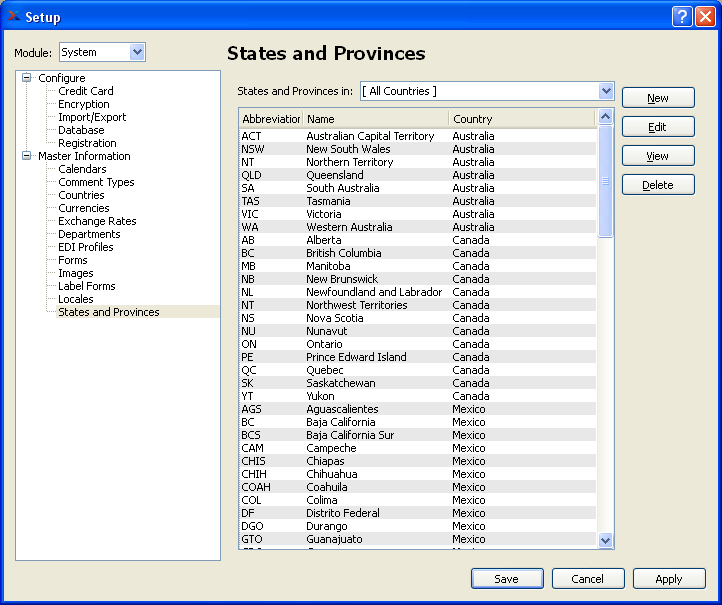 Setup
Module: System
States and Provinces
Configure
Credit Card
Encryption
Import/Export
Database
Registration
Master Information
Calendars
Comment Types
Countries
Currencies
Exchange Rates
Departments
EDI Profiles
Forms
Images
Label Forms
Locales
States and Provinces
States and Provinces in: [ All Countries ]
Abbreviation Name Country
ACT Australian Capital Territory Australia
NSW New South Wales Australia
NT Northern Territory Australia
QLD Queensland Australia
SA South Australia Australia
TAS Tasmania Australia
VIC Victoria Australia
WA Western Australia Australia
AB Alberta Canada
BC British Columbia Canada
MB Manitoba Canada
NB New Brunswick Canada
NL Newfoundland and Labrador Canada
NT Northwest Territories Canada
NS Nova Scotia Canada
NU Nunavut Canada
ON Ontario Canada
PE Prince Edward Island Canada
QC Quebec Canada
SK Saskatchewan Canada
YT Yukon Canada
AGS Aguascalientes Mexico
BC Baja California Mexico
BCS Baja California Sur Mexico
CAM Campeche Mexico
CHIS Chiapas Mexico
CHIH Chihuahua Mexico
COAH Coahuila Mexico
COL Colima Mexico
DF Distrito Federal Mexico
DGO Durango Mexico
GTO Guanajuato Mexico
New
Edit
View
Delete
Save Cancel Apply